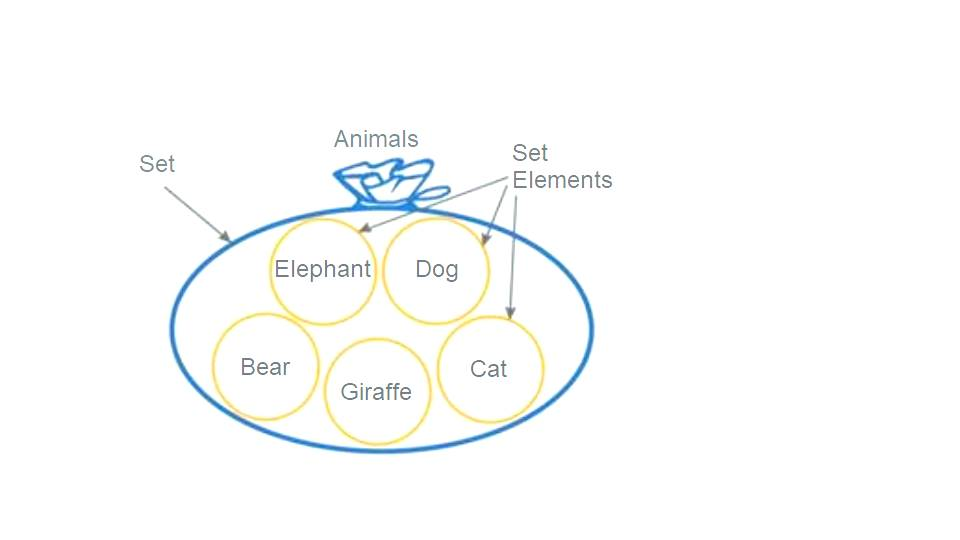 Animals
Set
Set
Elements
Elephant
Dog
Bear
Giraffe
Cat